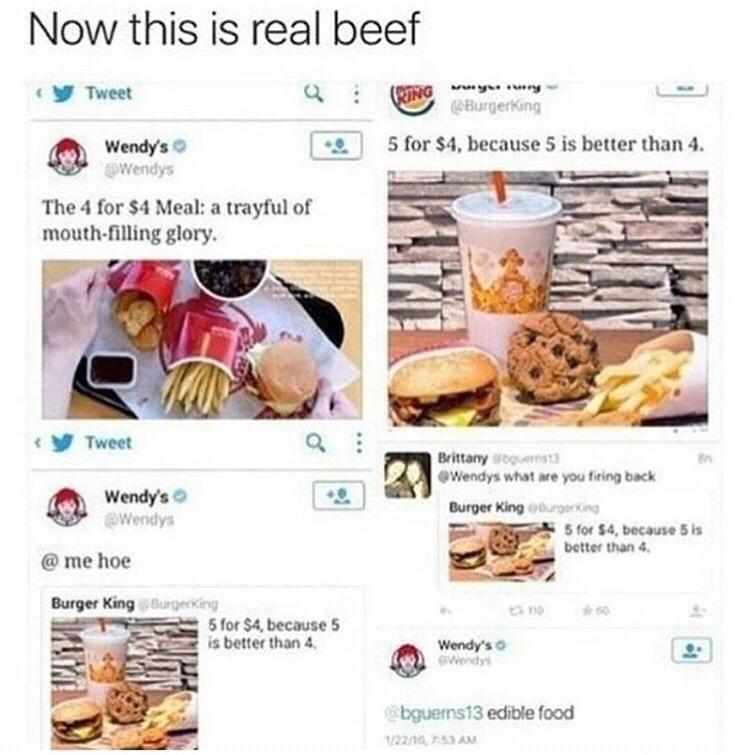 Now this is real beef
Tweet
Wendy's
@Wendys
The 4 for $4 Meal: a trayful of
mouth-filling glory.
KING
@BurgerKing
5 for $4, because 5 is better than 4.
Tweet
Wendy's
@Wendys
@ me hoe
Burger King @BurgerKing
5 for $4, because 5
is better than 4.
Brittany @bguerns13
8h
@Wendys what are you firing back
Burger King @BurgerKing
5 for $4, because 5 is
better than 4.
110
60
Wendy's
@Wendys
@bguerns13 edible food
1/22/16, 7:53 AM